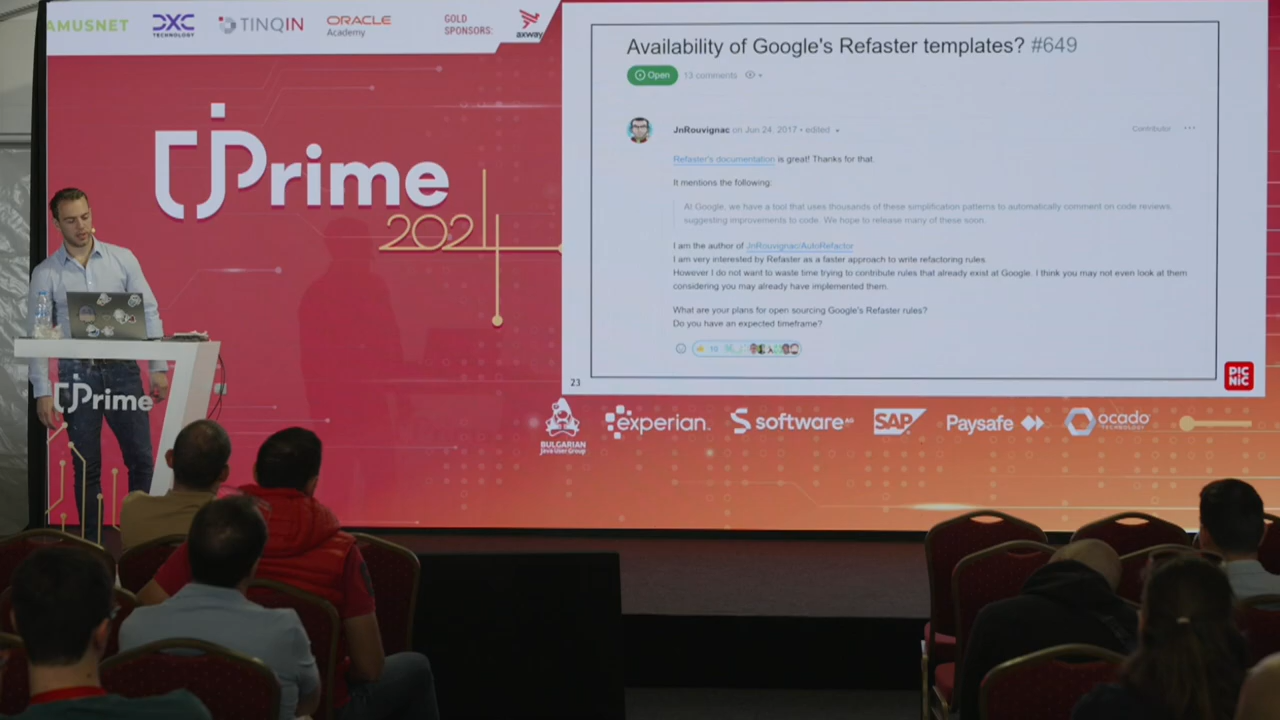 AMUSNET
DXC
TECHNOLOGY
TINQIN
ORACLE
Academy
GOLD
SPONSORS:
axway
jPrime
202
Availability of Google's Refaster templates? #649
Open
13 comments
JnRouvignac on Jun 24, 2017 • edited
Contributor
Refaster's documentation is great! Thanks for that.
It mentions the following:
At Google, we have a tool that uses thousands of these simplification patterns to automatically comment on code reviews,
suggesting improvements to code. We hope to release many of these soon.
I am the author of JnRouvignac/AutoRefactor
I am very interested by Refaster as a faster approach to write refactoring rules.
However I do not want to waste time trying to contribute rules that already exist at Google. I think you may not even look at them
considering you may already have implemented them.
What are your plans for open sourcing Google's Refaster rules?
Do you have an expected timeframe?
23
PIC
NIC
jPrime
BULGARIAN
Java User Group
experian.
software AG
SAP
Paysafe
ocado
TECHNOLOGY